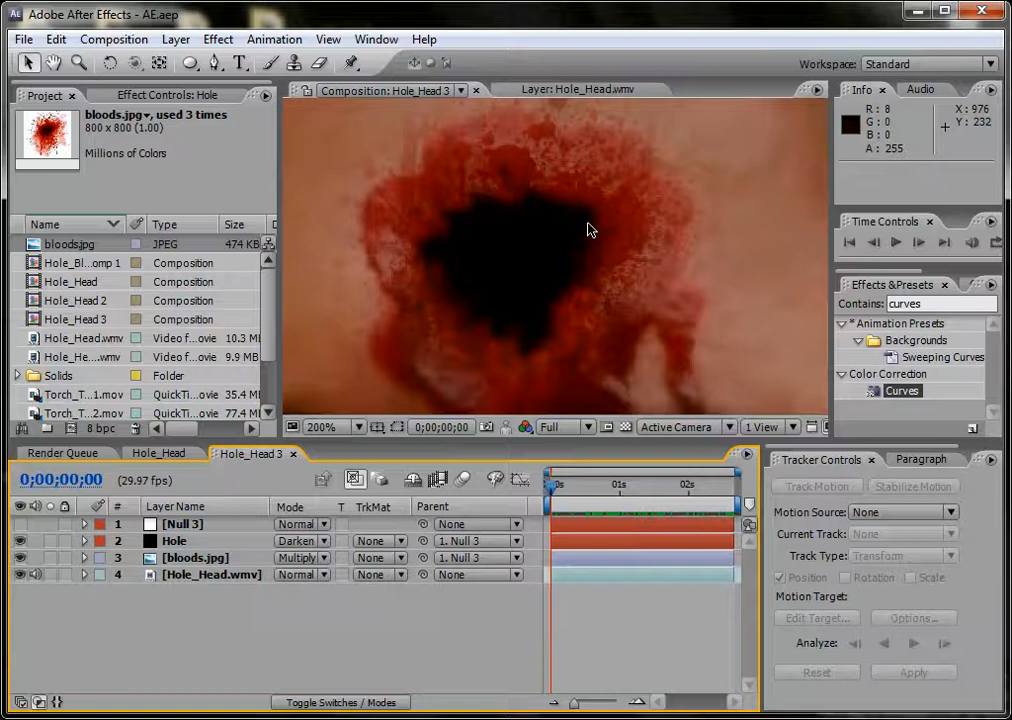 Adobe After Effects - AE.aep
File Edit Composition Layer Effect Animation View Window Help
Workspace: Standard
Project Effect Controls: Hole
bloods.jpg, used 3 times
800 x 800 (1.00)
Millions of Colors
Name Type Size
bloods.jpg JPEG 474 KB
Hole_Bl...omp 1 Composition
Hole_Head Composition
Hole_Head 2 Composition
Hole_Head 3 Composition
Hole_Head.wmv Video f...ovie 10.3 M
Hole_He....wmv Video f...ovie 9.9 M
Solids Folder
Torch_T...1.mov QuickTi...ovie 35.4 M
Torch_T...2.mov QuickTi...ovie 77.4 M
8 bpc
Composition: Hole_Head 3 Layer: Hole_Head.wmv
200% 0;00;00;00 Full Active Camera 1 View
Info Audio
R: 8
G: 0
B: 0
A: 255
X: 976
Y: 232
Time Controls
Effects & Presets
Contains: curves
* Animation Presets
Backgrounds
Sweeping Curves
Color Correction
Curves
Render Queue Hole_Head Hole_Head 3
0;00;00;00 (29.97 fps)
0s 01s 02s
# Layer Name Mode T TrkMat Parent
1 [Null 3] Normal None
2 Hole Darken None 1. Null 3
3 [bloods.jpg] Multiply None 1. Null 3
4 [Hole_Head.wmv] Normal None None
Toggle Switches / Modes
Tracker Controls Paragraph
Track Motion Stabilize Motion
Motion Source: None
Current Track: None
Track Type: Transform
Position Rotation Scale
Motion Target:
Edit Target... Options...
Analyze:
Reset Apply